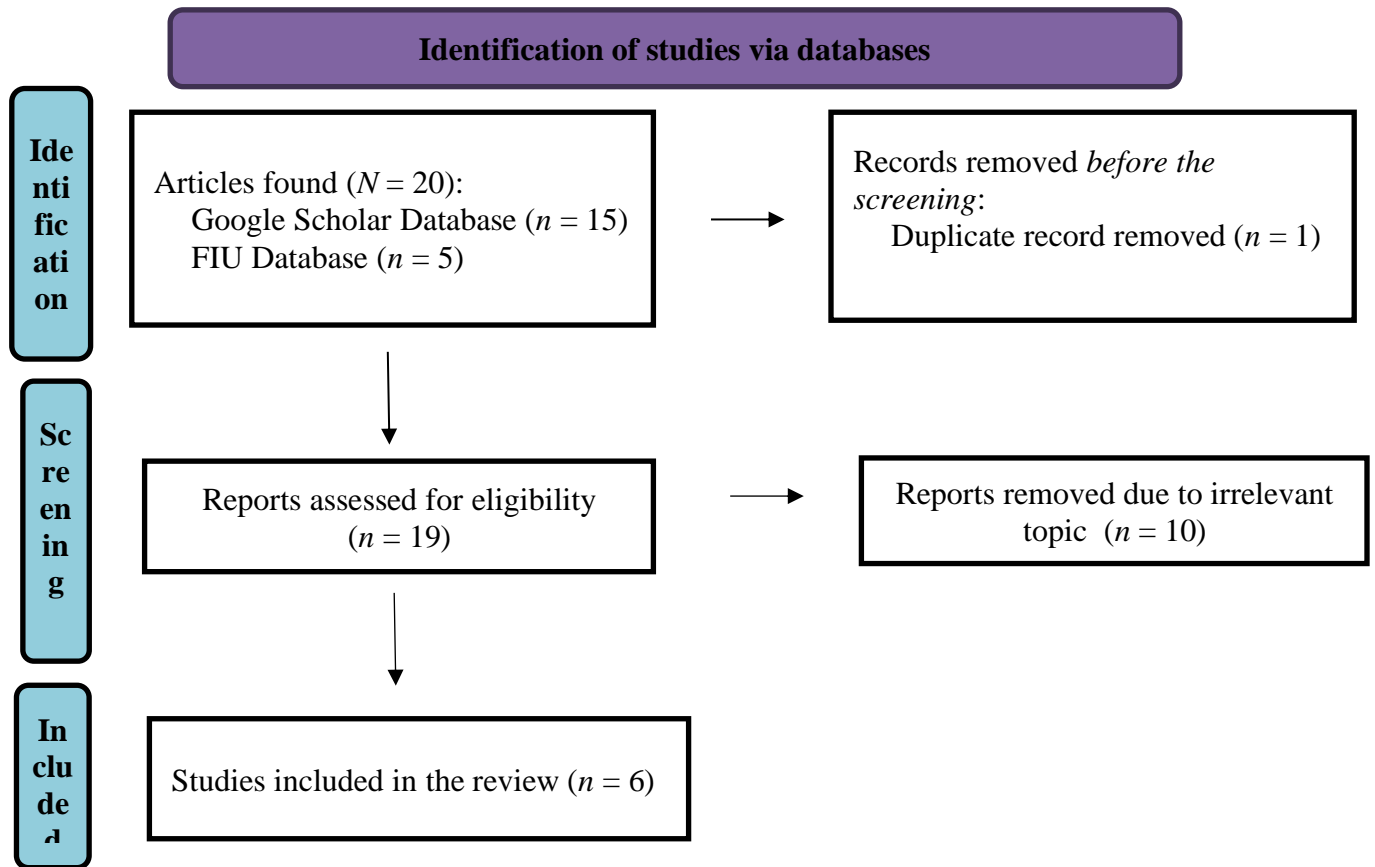 Identification of studies via databases
Ide
nti
fic
ati
on
Articles found (N = 20):
Google Scholar Database (n = 15)
FIU Database (n = 5)
Records removed before the
screening:
Duplicate record removed (n = 1)
Sc
re
en
in
g
Reports assessed for eligibility
(n = 19)
Reports removed due to irrelevant
topic (n = 10)
In
clu
de
d
Studies included in the review (n = 6)